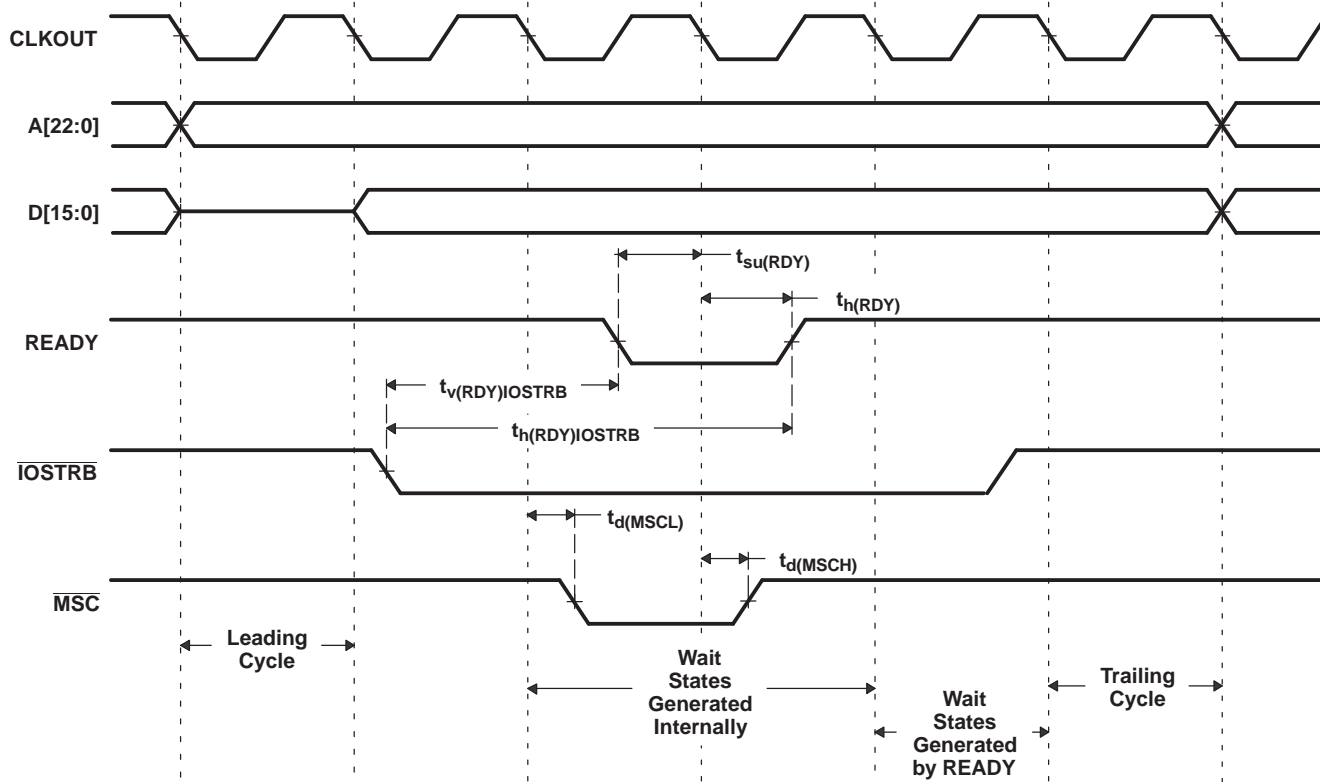 CLKOUT
A[22:0]
D[15:0]
tsu(RDY)
th(RDY)
READY
tv(RDY)IOSTRB
th(RDY)IOSTRB
IOSTRB
td(MSCL)
td(MSCH)
MSC
Leading
Cycle
Wait
States
Generated
Internally
Wait
States
Generated
by READY
Trailing
Cycle